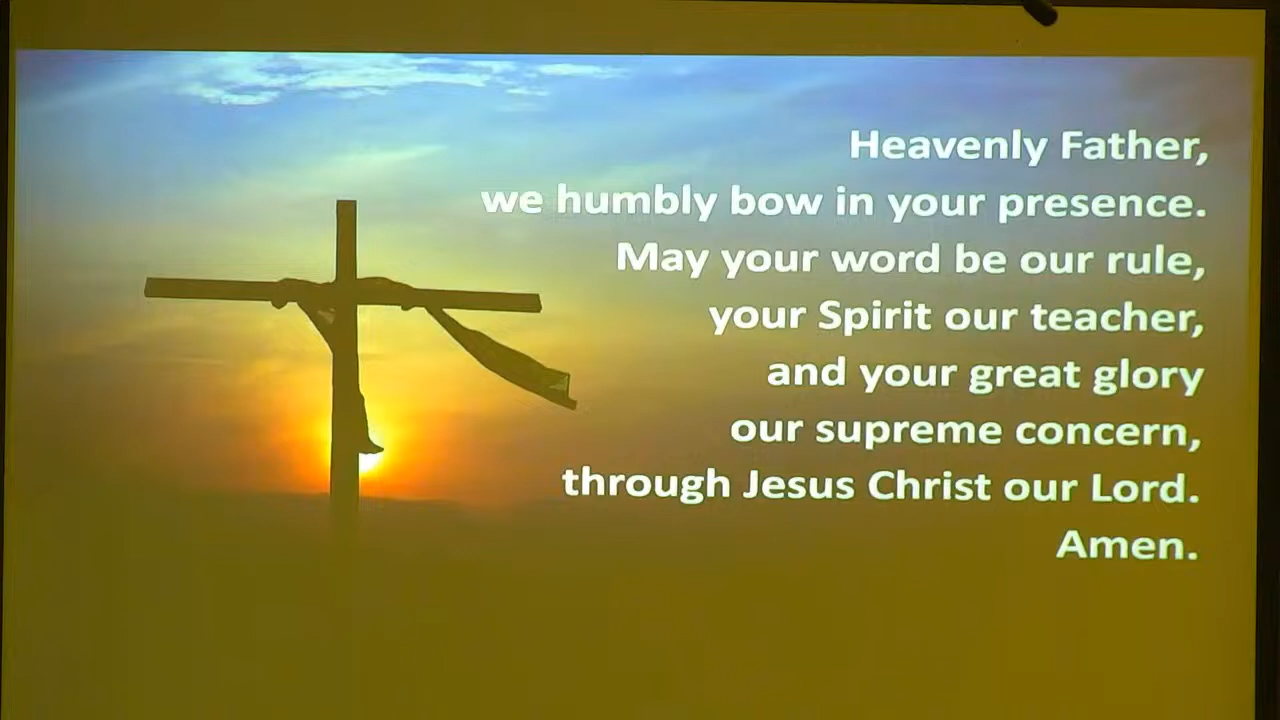 Heavenly Father,
we humbly bow in your presence.
May your word be our rule,
your Spirit our teacher,
and your great glory
our supreme concern,
through Jesus Christ our Lord.
Amen.